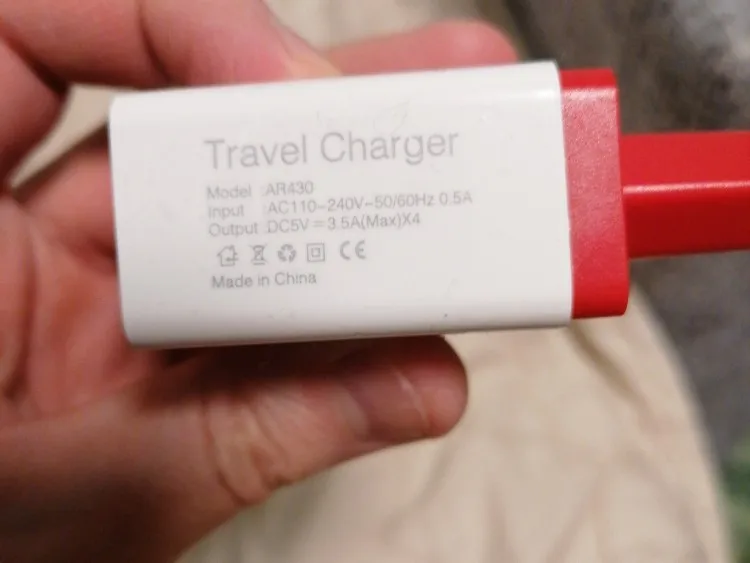 Travel Charger
Model :AR430
Input :AC110~240V~50/60Hz 0.5A
Output :DC5V=3.5A(Max)X4
CE
Made in China